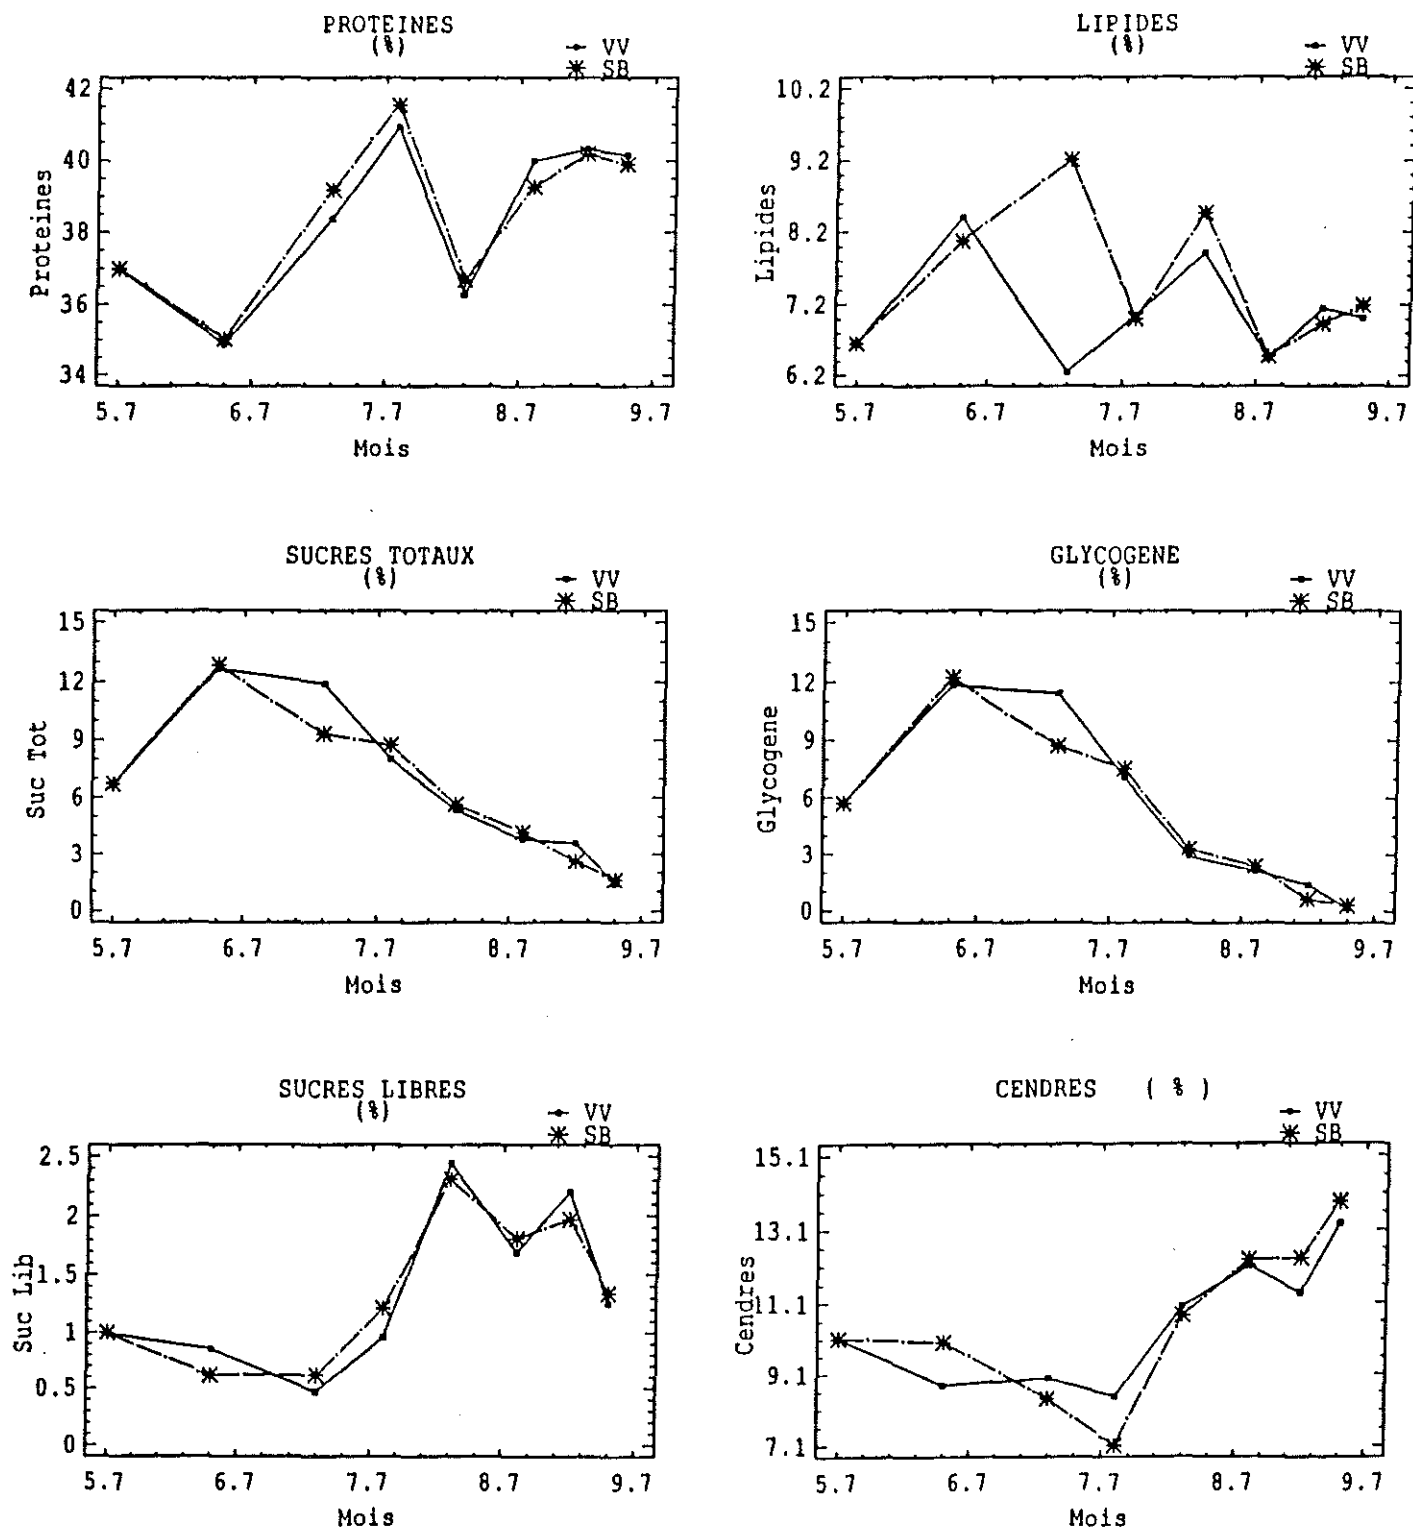 PROTEINES
(%)
VV
SB
42
40
38
36
34
Proteines
5.7 6.7 7.7 8.7 9.7
Mois
LIPIDES
(%)
VV
SB
10.2
9.2
8.2
7.2
6.2
Lipides
5.7 6.7 7.7 8.7 9.7
Mois
SUCRES TOTAUX
(%)
VV
SB
15
12
9
6
3
0
Suc Tot
5.7 6.7 7.7 8.7 9.7
Mois
GLYCOGENE
(%)
VV
SB
15
12
9
6
3
0
Glycogene
5.7 6.7 7.7 8.7 9.7
Mois
SUCRES LIBRES
(%)
VV
SB
2.5
2
1.5
1
0.5
0
Suc Lib
5.7 6.7 7.7 8.7 9.7
Mois
CENDRES ( % )
VV
SB
15.1
13.1
11.1
9.1
7.1
Cendres
5.7 6.7 7.7 8.7 9.7
Mois